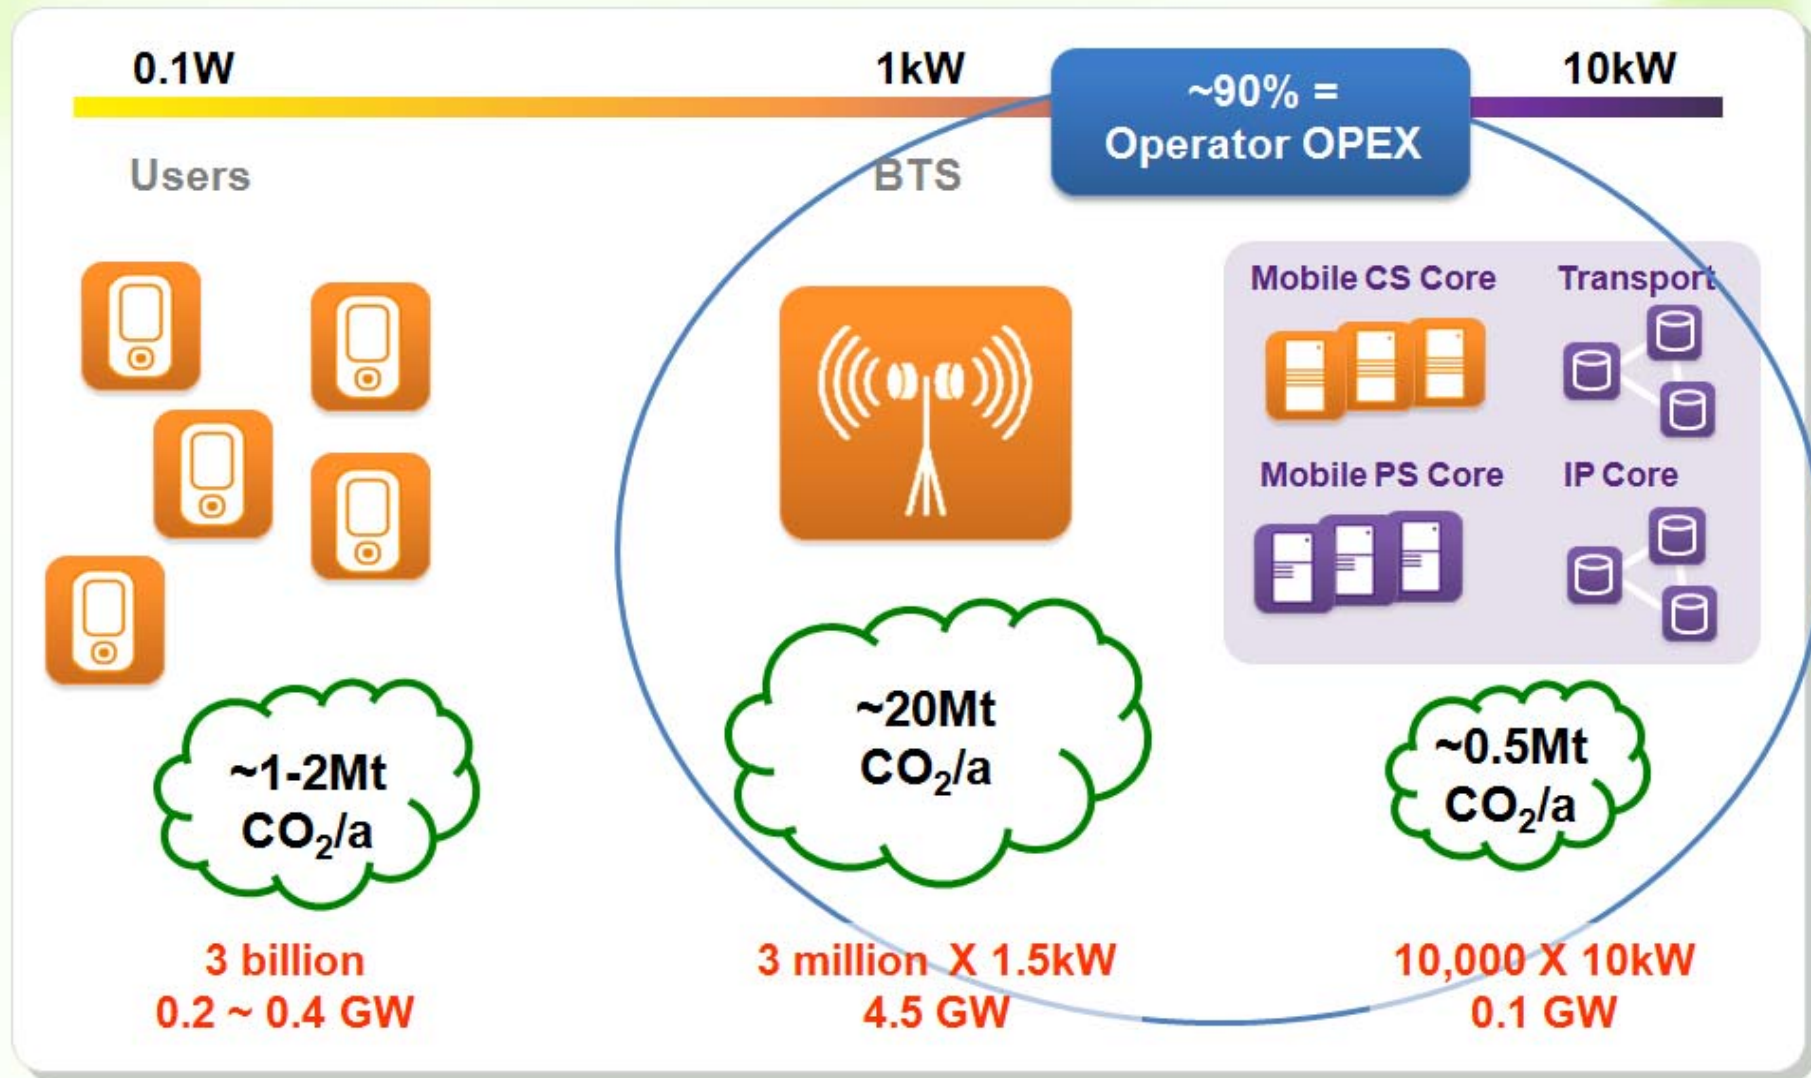 0.1W
1kW
~90% =
Operator OPEX
10kW
Users
BTS
Mobile CS Core
Transport
Mobile PS Core
IP Core
~1-2Mt
CO₂/a
~20Mt
CO₂/a
~0.5Mt
CO₂/a
3 billion
0.2 ~ 0.4 GW
3 million X 1.5kW
4.5 GW
10,000 X 10kW
0.1 GW